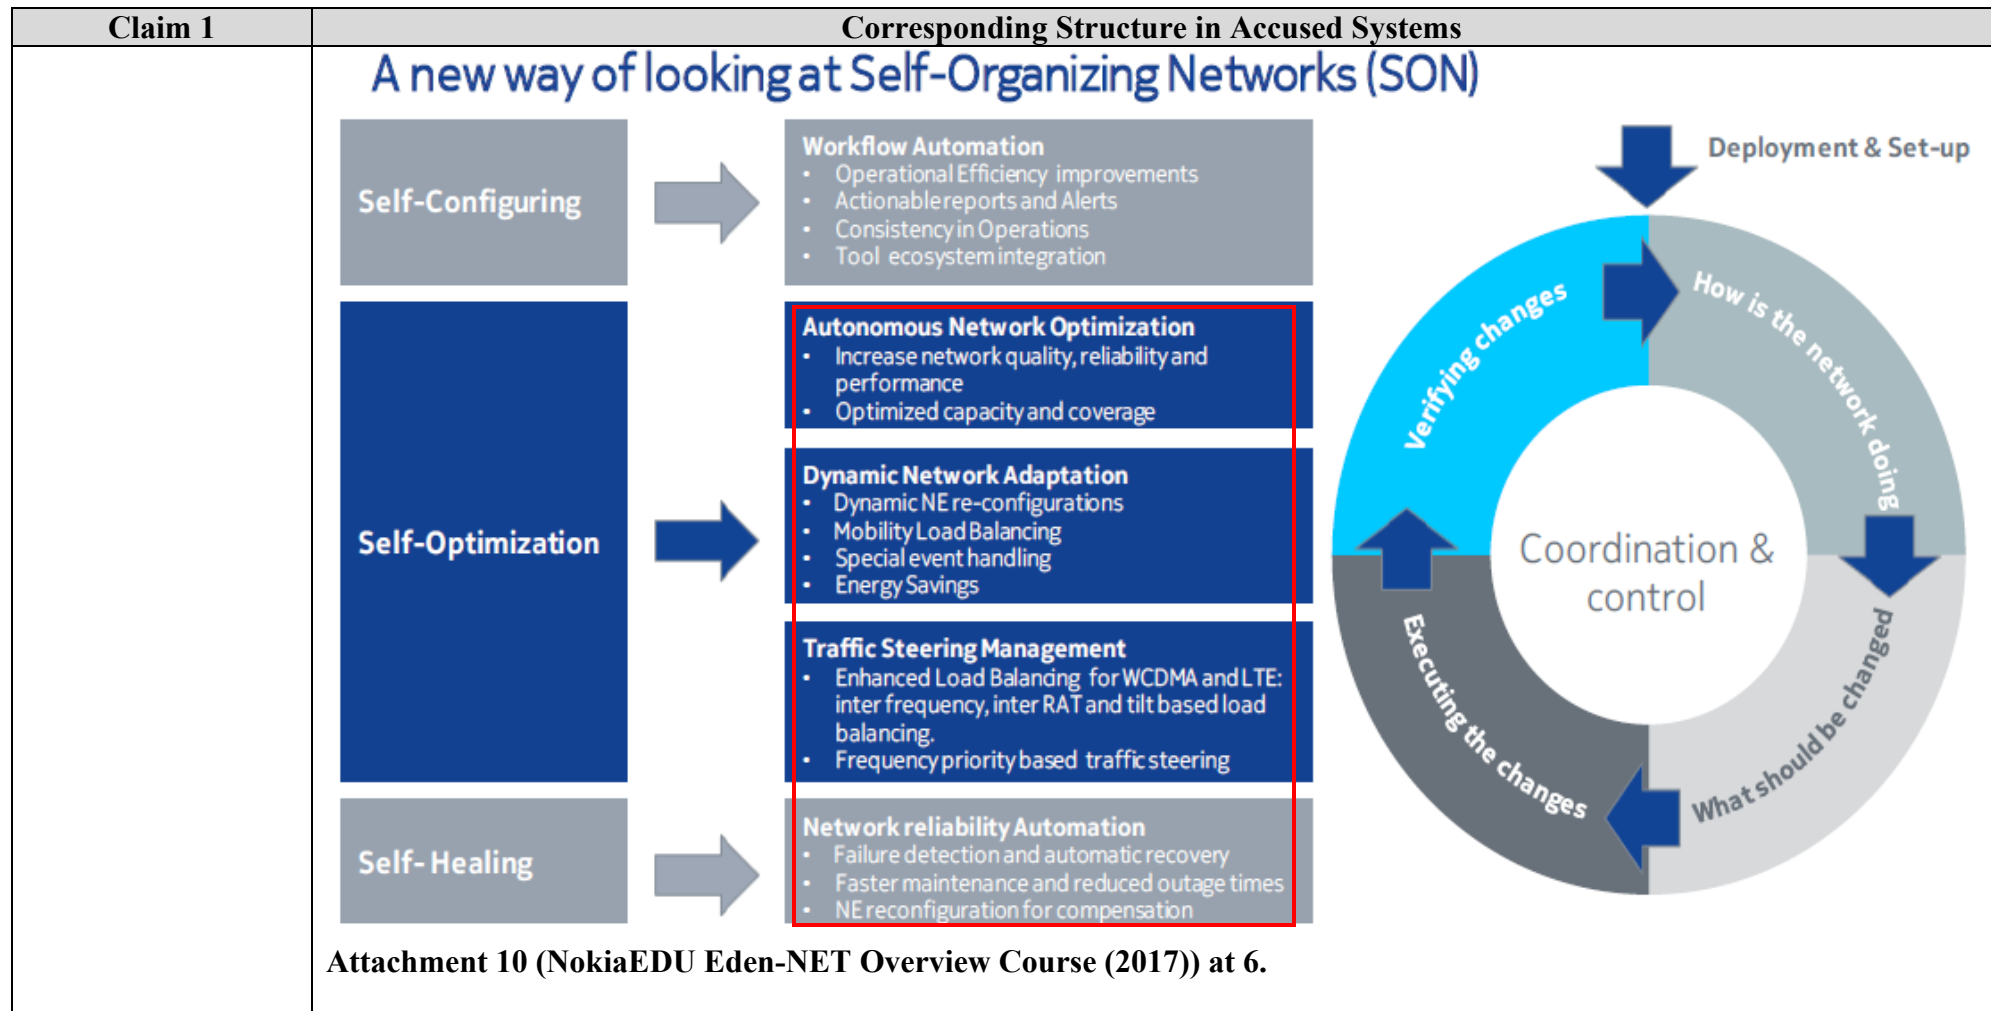 Claim 1
Corresponding Structure in Accused Systems
A new way of looking at Self-Organizing Networks (SON)
Self-Configuring
Workflow Automation
• Operational Efficiency improvements
• Actionable reports and Alerts
• Consistency in Operations
• Tool ecosystem integration
Self-Optimization
Autonomous Network Optimization
• Increase network quality, reliability and
performance
• Optimized capacity and coverage
Dynamic Network Adaptation
• Dynamic NE re-configurations
• Mobility Load Balancing
• Special event handling
• Energy Savings
Traffic Steering Management
• Enhanced Load Balancing for WCDMA and LTE:
inter frequency, inter RAT and tilt based load
balancing.
• Frequency priority based traffic steering
Self- Healing
Network reliability Automation
• Failure detection and automatic recovery
• Faster maintenance and reduced outage times
• NE reconfiguration for compensation
Deployment & Set-up
How is the network doing
What should be changed
Executing the changes
Verifying changes
Coordination &
control
Attachment 10 (NokiaEDU Eden-NET Overview Course (2017)) at 6.